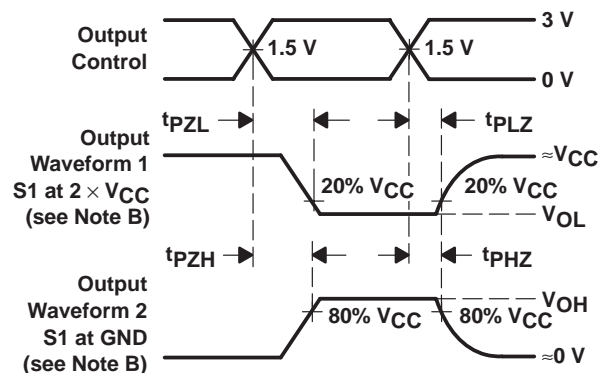 Output
Control
1.5 V
1.5 V
3 V
0 V
tPZL
tPLZ
Output
Waveform 1
S1 at 2 × VCC
(see Note B)
20% VCC
20% VCC
≈VCC
VOL
tPZH
tPHZ
Output
Waveform 2
S1 at GND
(see Note B)
80% VCC
80% VCC
VOH
≈0 V